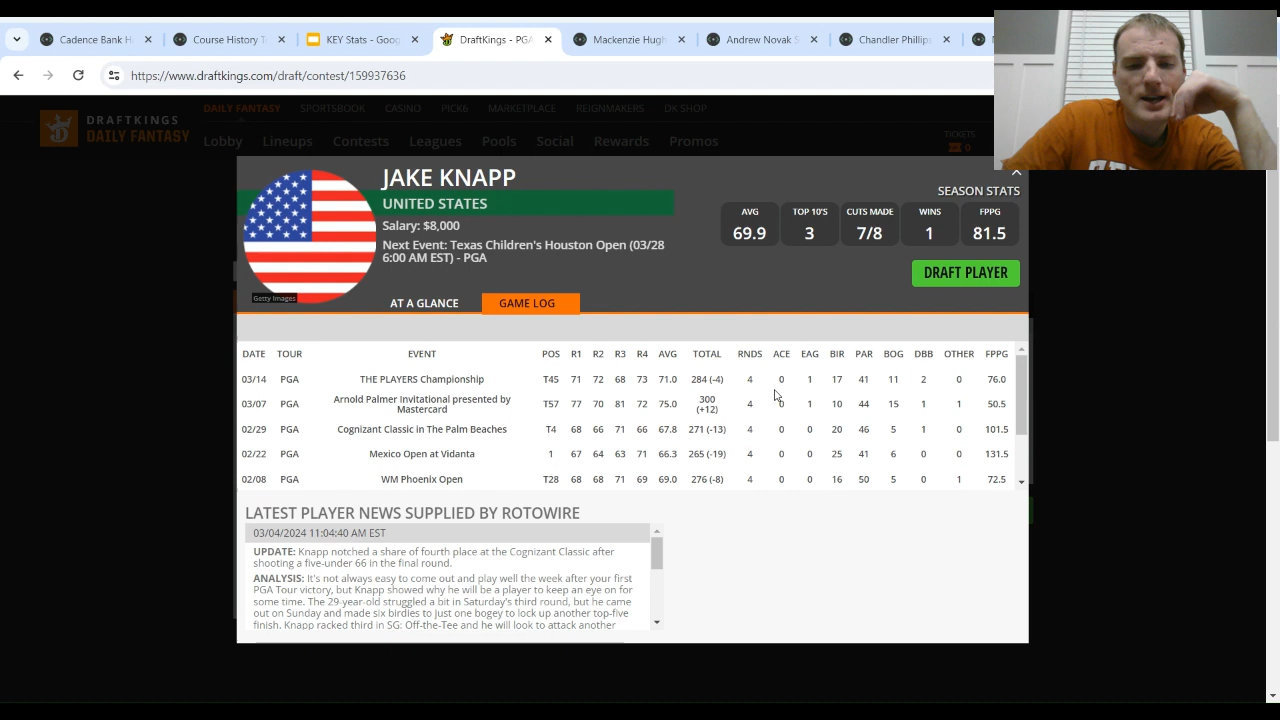 Cadence Bank H
Course History T
KEY Stats
DraftKings - PGA
Mackenzie Hugh
Andrew Novak S
Chandler Phillips
https://www.draftkings.com/draft/contest/159937636
DRAFTKINGS
DAILY FANTASY
DAILY FANTASY SPORTSBOOK CASINO PICK6 MARKETPLACE REIGNMAKERS DK SHOP
Lobby Lineups Contests Leagues Pools Social Rewards Promos
TICKETS
0
JAKE KNAPP
UNITED STATES
Salary: $8,000
Next Event: Texas Children's Houston Open (03/28
6:00 AM EST) - PGA
SEASON STATS
AVG TOP 10'S CUTS MADE WINS FPPG
69.9 3 7/8 1 81.5
DRAFT PLAYER
Getty Images
AT A GLANCE GAME LOG
DATE TOUR EVENT POS R1 R2 R3 R4 AVG TOTAL RNDS ACE EAG BIR PAR BOG DBB OTHER FPPG
03/14 PGA THE PLAYERS Championship T45 71 72 68 73 71.0 284 (-4) 4 0 1 17 41 11 2 0 76.0
03/07 PGA Arnold Palmer Invitational presented by Mastercard T57 77 70 81 72 75.0 300 (+12) 4 0 1 10 44 15 1 1 50.5
02/29 PGA Cognizant Classic in The Palm Beaches T4 68 66 71 66 67.8 271 (-13) 4 0 0 20 46 5 1 0 101.5
02/22 PGA Mexico Open at Vidanta 1 67 64 63 71 66.3 265 (-19) 4 0 0 25 41 6 0 0 131.5
02/08 PGA WM Phoenix Open T28 68 68 71 69 69.0 276 (-8) 4 0 0 16 50 5 0 1 72.5
LATEST PLAYER NEWS SUPPLIED BY ROTOWIRE
03/04/2024 11:04:40 AM EST
UPDATE: Knapp notched a share of fourth place at the Cognizant Classic after
shooting a five-under 66 in the final round.
ANALYSIS: It's not always easy to come out and play well the week after your first
PGA Tour victory, but Knapp showed why he will be a player to keep an eye on for
some time. The 29-year-old struggled a bit in Saturday's third round, but he came
out on Sunday and made six birdies to just one bogey to lock up another top-five
finish. Knapp racked third in SG: Off-the-Tee and he will look to attack another